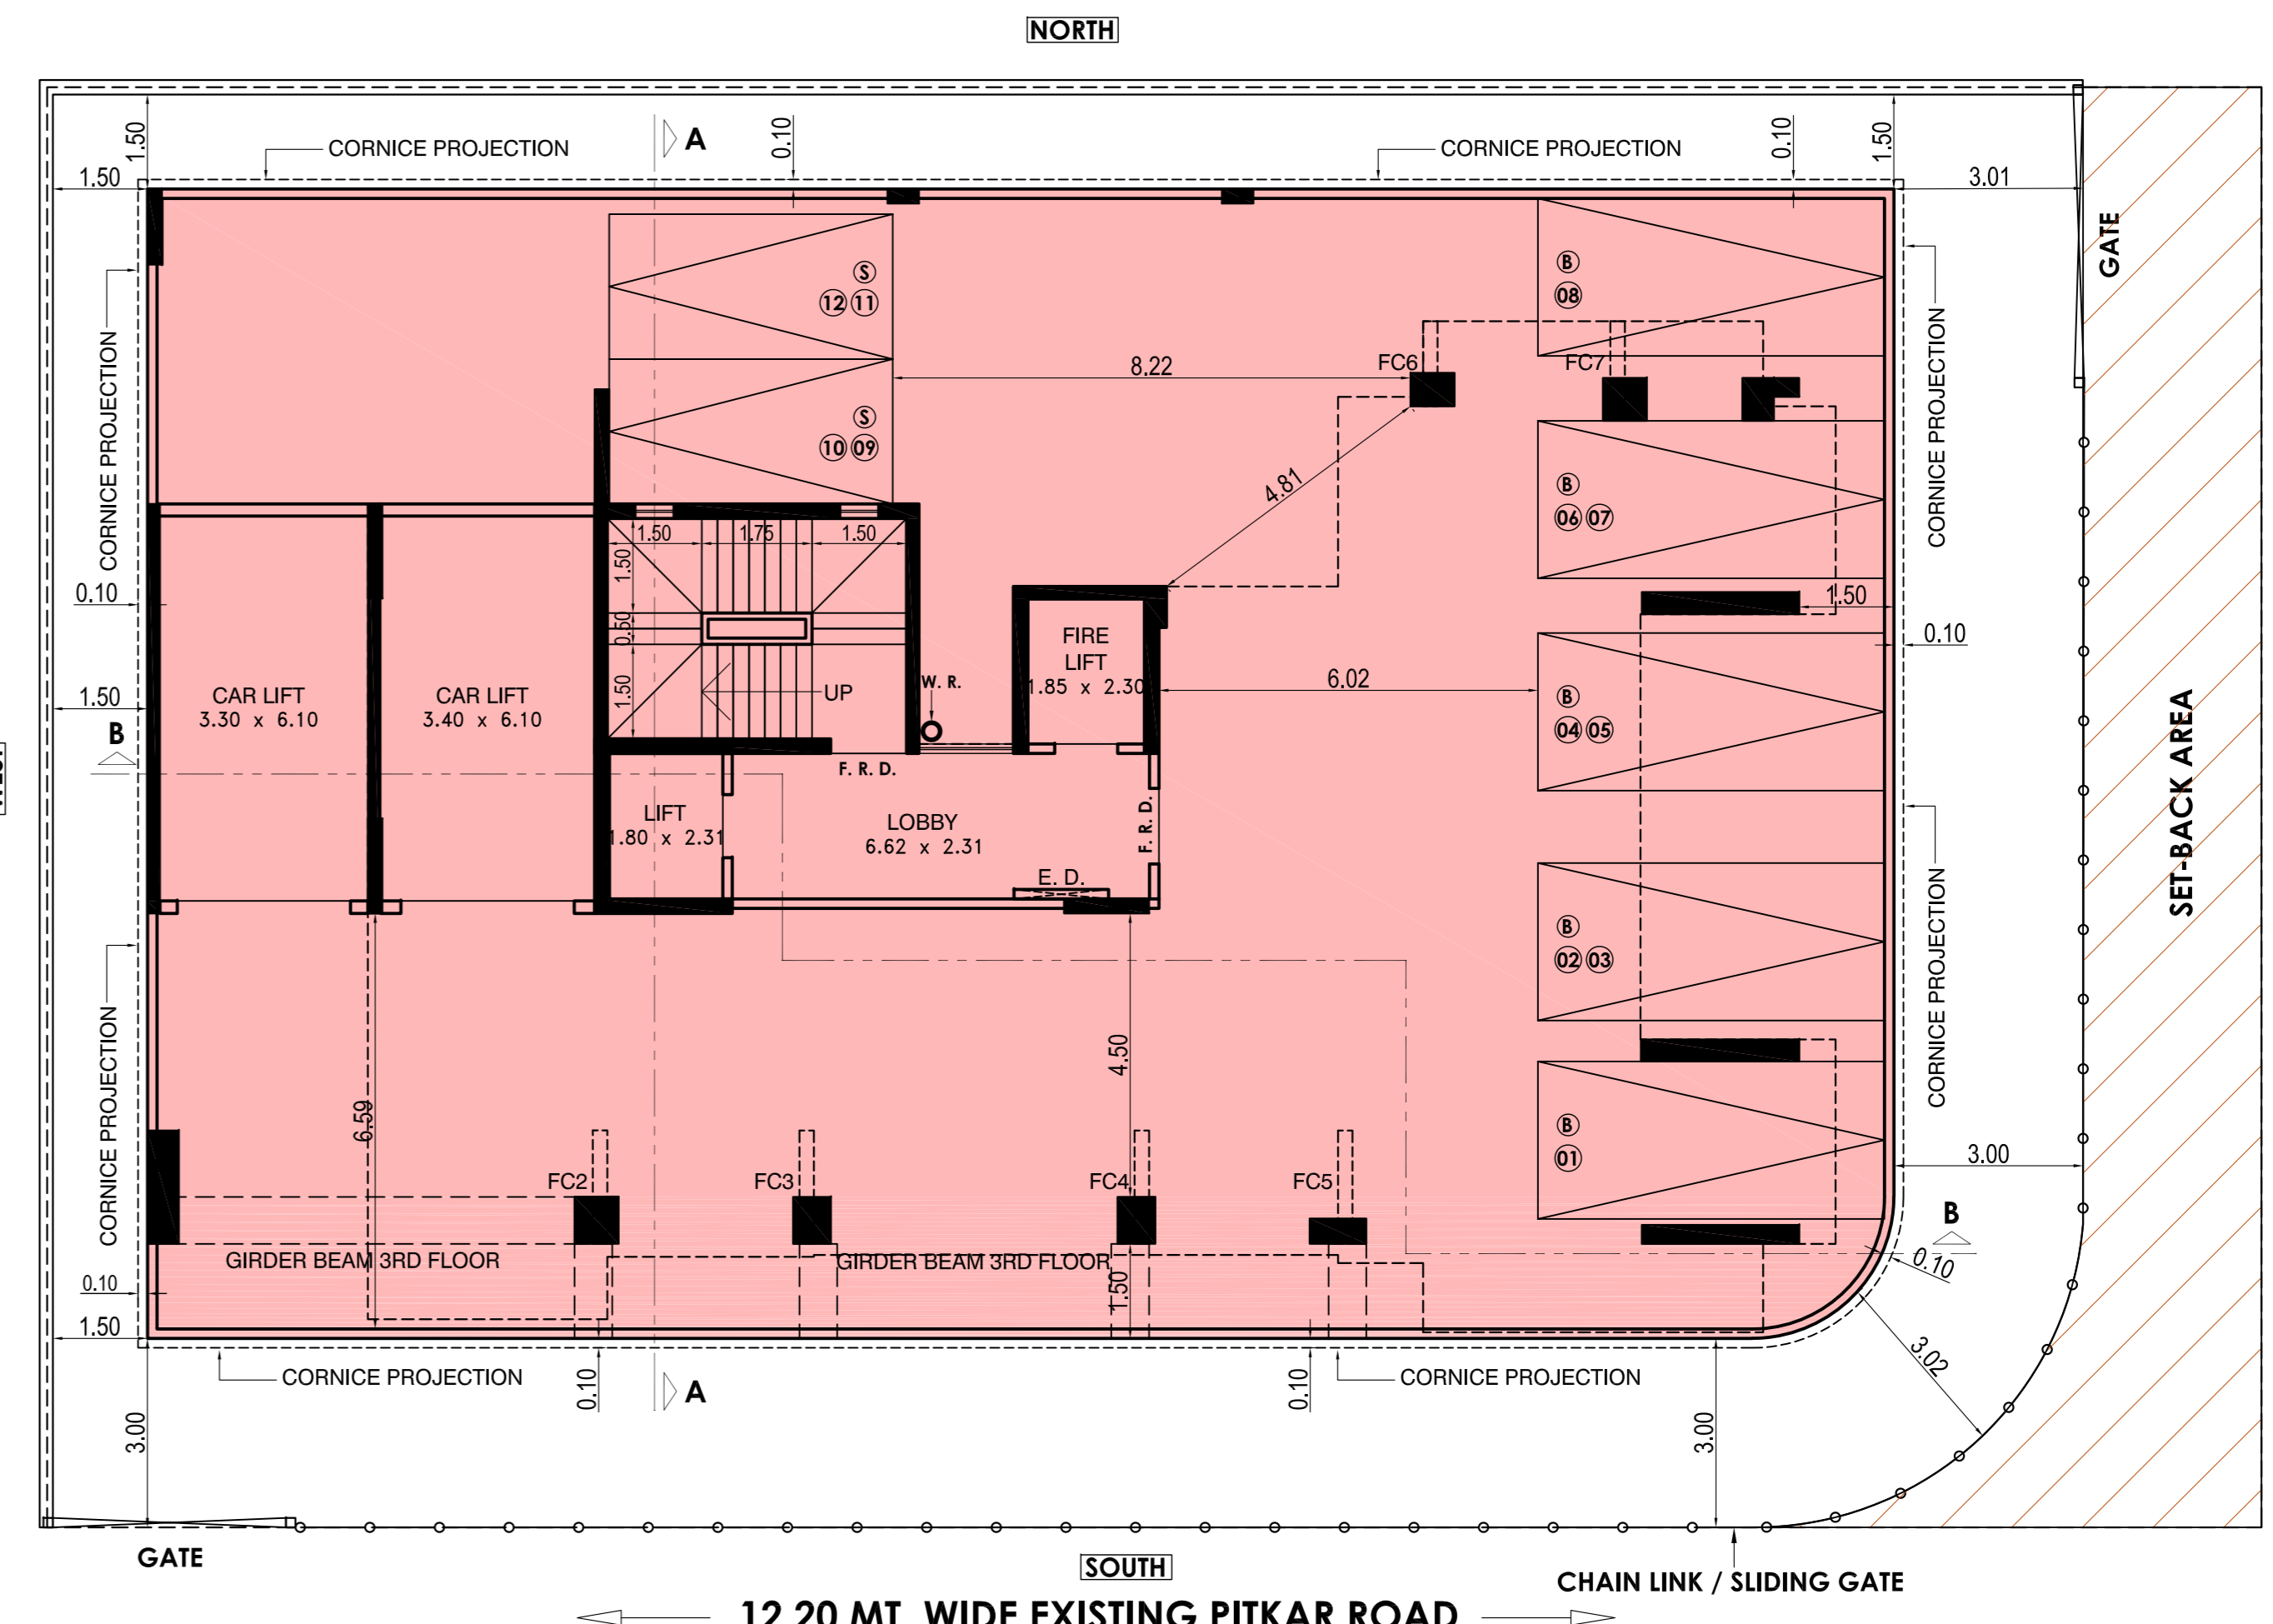 NORTH
A
0.10
0.10
1.50
1.50
CORNICE PROJECTION
CORNICE PROJECTION
1.50
3.01
GATE
S
12 11
B
08
CORNICE PROJECTION
CORNICE PROJECTION
8.22
FC6
FC7
S
10 09
4.81
B
06 07
1.50
1.75
1.50
1.50
0.50
1.50
UP
W. R.
0.10
1.50
0.10
FIRE
LIFT
1.85 x 2.30
6.02
CAR LIFT
3.30 x 6.10
CAR LIFT
3.40 x 6.10
1.50
B
B
04 05
SET-BACK AREA
F. R. D.
F. R. D.
LIFT
1.80 x 2.31
LOBBY
6.62 x 2.31
E. D.
B
02 03
CORNICE PROJECTION
CORNICE PROJECTION
4.50
6.59
B
01
3.00
FC2
FC3
FC4
FC5
B
GIRDER BEAM 3RD FLOOR
GIRDER BEAM 3RD FLOOR
0.10
0.10
1.50
1.50
3.02
CORNICE PROJECTION
0.10
A
0.10
CORNICE PROJECTION
3.00
3.00
GATE
SOUTH
CHAIN LINK / SLIDING GATE
12.20 MT. WIDE EXISTING PITKAR ROAD